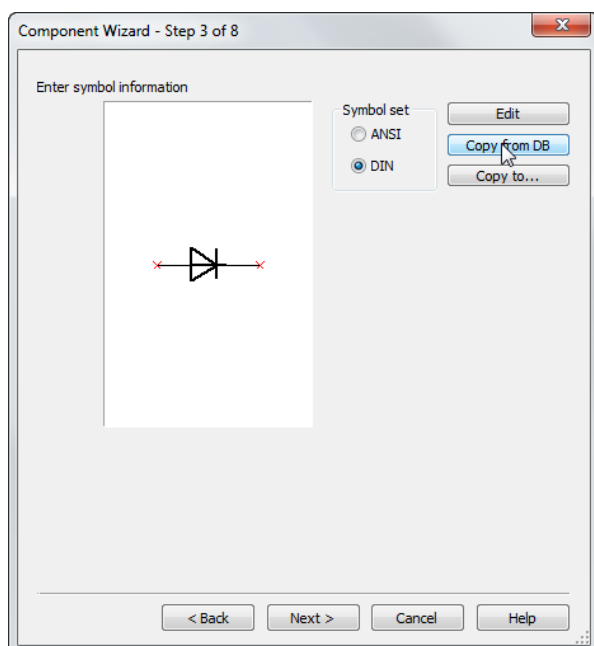 Component Wizard - Step 3 of 8
Enter symbol information
Symbol set
ANSI
DIN
Edit
Copy from DB
Copy to...
< Back
Next >
Cancel
Help